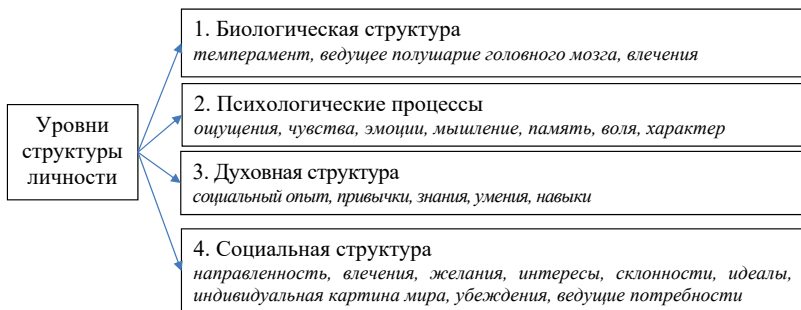 Уровни
структуры
личности
1. Биологическая структура
темперамент, ведущее полушарие головного мозга, влечения
2. Психологические процессы
ощущения, чувства, эмоции, мышление, память, воля, характер
3. Духовная структура
социальный опыт, привычки, знания, умения, навыки
4. Социальная структура
направленность, влечения, желания, интересы, склонности, идеалы,
индивидуальная картина мира, убеждения, ведущие потребности